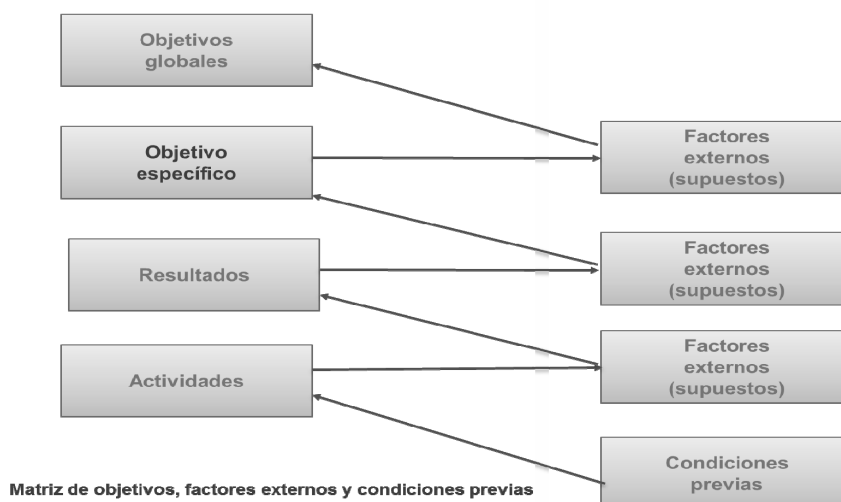 Objetivos
globales
Factores
externos
(supuestos)
Objetivo
específico
Factores
externos
(supuestos)
Resultados
Factores
externos
(supuestos)
Actividades
Condiciones
previas
Matriz de objetivos, factores externos y condiciones previas